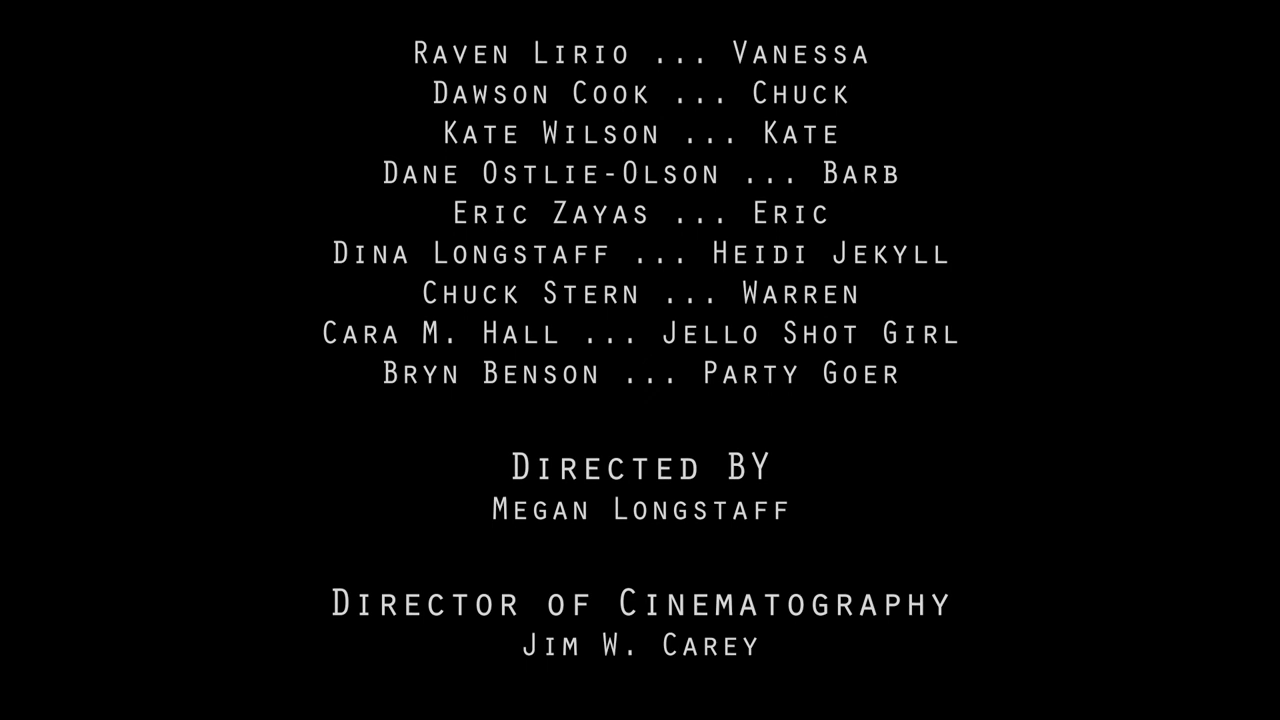 Raven Lirio ... Vanessa
Dawson Cook ... Chuck
Kate Wilson ... Kate
Dane Ostlie-Olson ... Barb
Eric Zayas ... Eric
Dina Longstaff ... Heidi Jekyll
Chuck Stern ... Warren
Cara M. Hall ... Jello Shot Girl
Bryn Benson ... Party Goer
Directed BY
Megan Longstaff
Director of Cinematography
Jim W. Carey